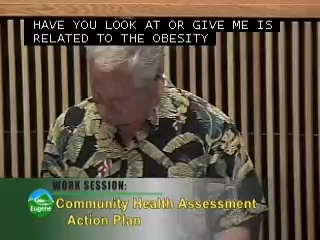 HAVE YOU LOOK AT OR GIVE ME IS
RELATED TO THE OBESITY
WORK SESSION:
Community Health Assessment
Action Plan
Eugene